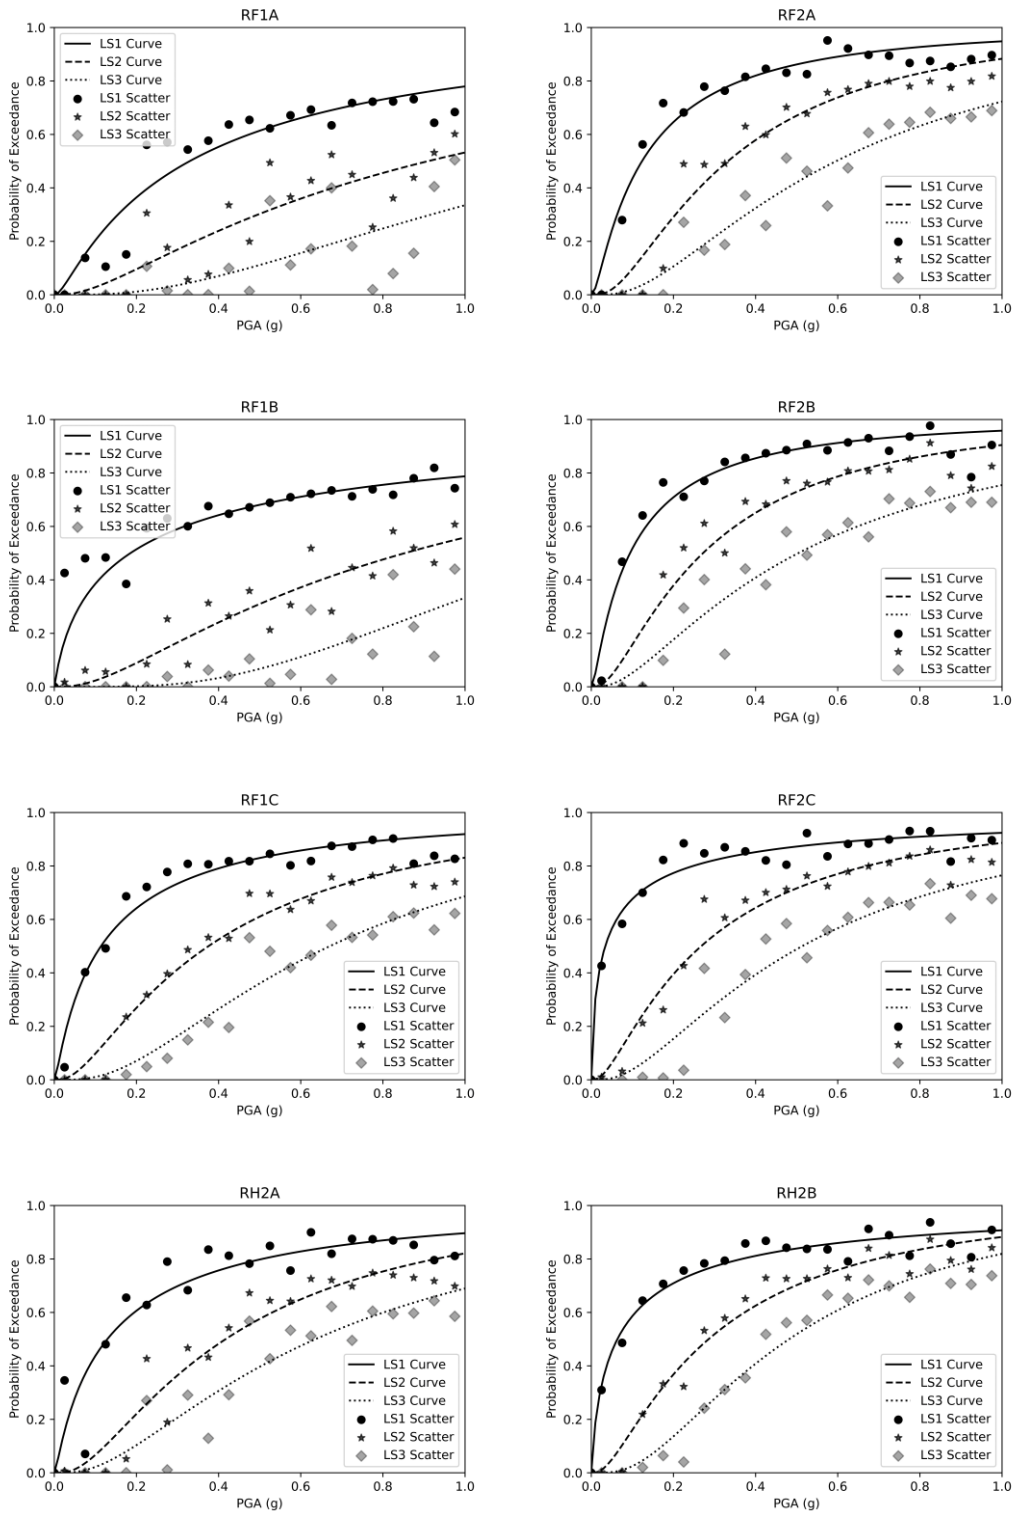 RF1A
1.0
0.8
0.6
0.4
0.2
0.0
Probability of Exceedance
LS1 Curve
LS2 Curve
LS3 Curve
LS1 Scatter
LS2 Scatter
LS3 Scatter
0.0 0.2 0.4 0.6 0.8 1.0
PGA (g)
RF2A
1.0
0.8
0.6
0.4
0.2
0.0
Probability of Exceedance
LS1 Curve
LS2 Curve
LS3 Curve
LS1 Scatter
LS2 Scatter
LS3 Scatter
0.0 0.2 0.4 0.6 0.8 1.0
PGA (g)
RF1B
1.0
0.8
0.6
0.4
0.2
0.0
Probability of Exceedance
LS1 Curve
LS2 Curve
LS3 Curve
LS1 Scatter
LS2 Scatter
LS3 Scatter
0.0 0.2 0.4 0.6 0.8 1.0
PGA (g)
RF2B
1.0
0.8
0.6
0.4
0.2
0.0
Probability of Exceedance
LS1 Curve
LS2 Curve
LS3 Curve
LS1 Scatter
LS2 Scatter
LS3 Scatter
0.0 0.2 0.4 0.6 0.8 1.0
PGA (g)
RF1C
1.0
0.8
0.6
0.4
0.2
0.0
Probability of Exceedance
LS1 Curve
LS2 Curve
LS3 Curve
LS1 Scatter
LS2 Scatter
LS3 Scatter
0.0 0.2 0.4 0.6 0.8 1.0
PGA (g)
RF2C
1.0
0.8
0.6
0.4
0.2
0.0
Probability of Exceedance
LS1 Curve
LS2 Curve
LS3 Curve
LS1 Scatter
LS2 Scatter
LS3 Scatter
0.0 0.2 0.4 0.6 0.8 1.0
PGA (g)
RH2A
1.0
0.8
0.6
0.4
0.2
0.0
Probability of Exceedance
LS1 Curve
LS2 Curve
LS3 Curve
LS1 Scatter
LS2 Scatter
LS3 Scatter
0.0 0.2 0.4 0.6 0.8 1.0
PGA (g)
RH2B
1.0
0.8
0.6
0.4
0.2
0.0
Probability of Exceedance
LS1 Curve
LS2 Curve
LS3 Curve
LS1 Scatter
LS2 Scatter
LS3 Scatter
0.0 0.2 0.4 0.6 0.8 1.0
PGA (g)